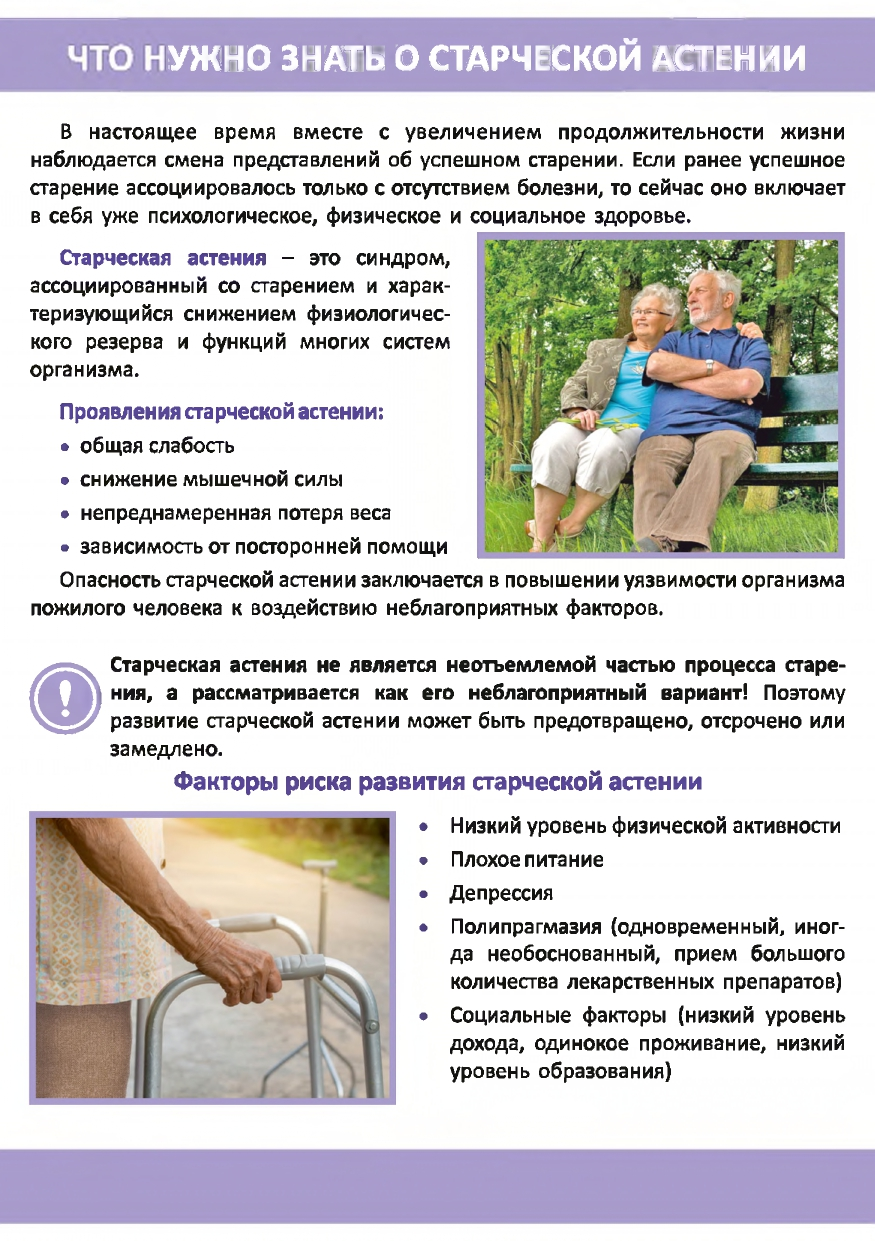 ЧТО НУЖНО ЗНАТЬ О СТАРЧЕСКОЙ АСТЕНИИ
В настоящее время вместе с увеличением продолжительности жизни
наблюдается смена представлений об успешном старении. Если ранее успешное
старение ассоциировалось только с отсутствием болезни, то сейчас оно включает
в себя уже психологическое, физическое и социальное здоровье.
Старческая астения – это синдром,
ассоциированный со старением и харак-
теризующийся снижением физиологичес-
кого резерва и функций многих систем
организма.
Проявления старческой астении:
• общая слабость
• снижение мышечной силы
• непреднамеренная потеря веса
• зависимость от посторонней помощи
Опасность старческой астении заключается в повышении уязвимости организма
пожилого человека к воздействию неблагоприятных факторов.
!
Старческая астения не является неотъемлемой частью процесса старе-
ния, а рассматривается как его неблагоприятный вариант! Поэтому
развитие старческой астении может быть предотвращено, отсрочено или
замедлено.
Факторы риска развития старческой астении
• Низкий уровень физической активности
• Плохое питание
• Депрессия
• Полипрагмазия (одновременный, иног-
да необоснованный, прием большого
количества лекарственных препаратов)
• Социальные факторы (низкий уровень
дохода, одинокое проживание, низкий
уровень образования)